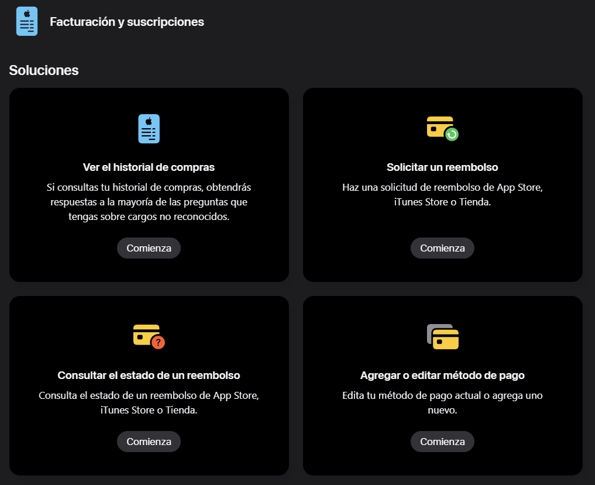 Facturación y suscripciones
Soluciones
Ver el historial de compras
Si consultas tu historial de compras, obtendrás
respuestas a la mayoría de las preguntas que
tengas sobre cargos no reconocidos.
Comienza
Solicitar un reembolso
Haz una solicitud de reembolso de App Store,
iTunes Store o Tienda.
Comienza
?
Consultar el estado de un reembolso
Consulta el estado de un reembolso de App Store,
iTunes Store o Tienda.
Comienza
Agregar o editar método de pago
Edita tu método de pago actual o agrega uno
nuevo.
Comienza